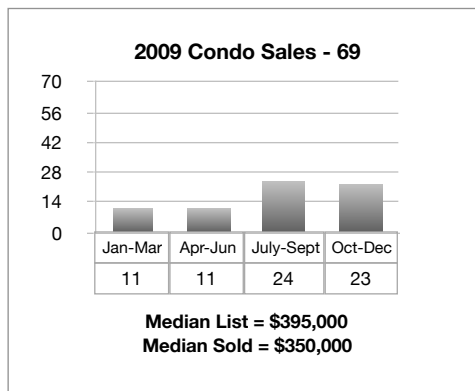 2009 Condo Sales - 69
70
56
42
28
14
0
Jan-Mar Apr-Jun July-Sept Oct-Dec
11 11 24 23
Median List = $395,000
Median Sold = $350,000